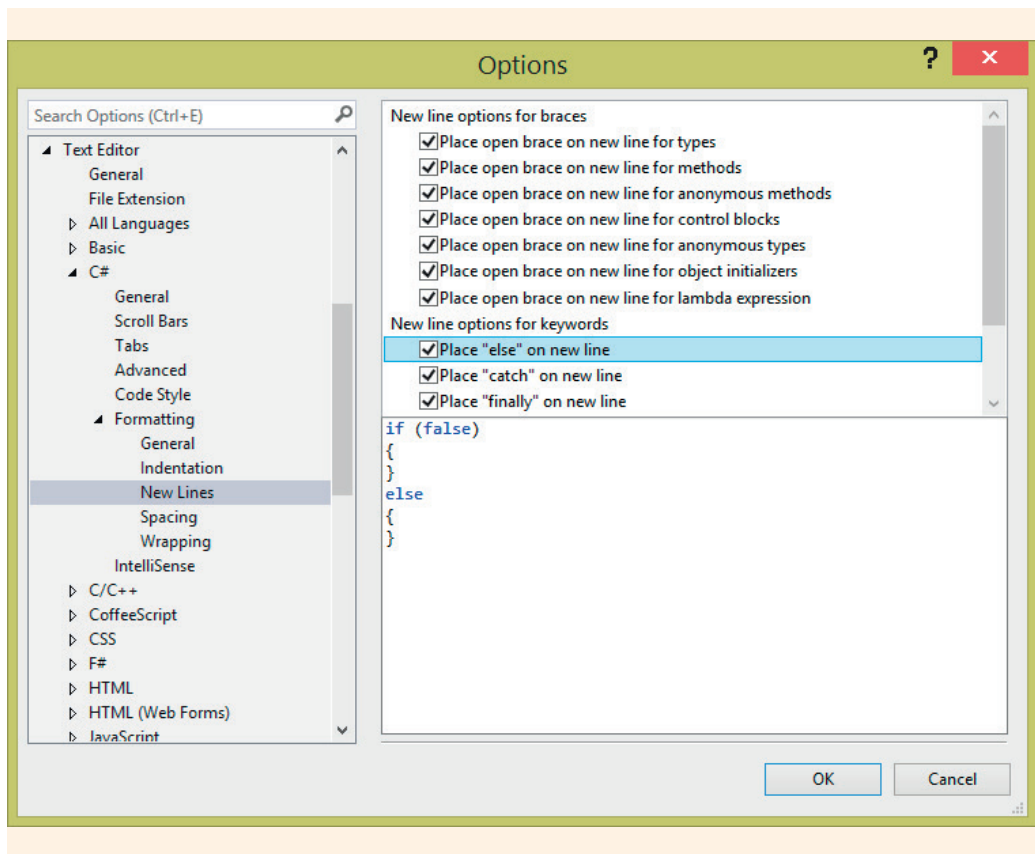 Options
?
Search Options (Ctrl+E)
Text Editor
General
File Extension
All Languages
Basic
C#
General
Scroll Bars
Tabs
Advanced
Code Style
Formatting
General
Indentation
New Lines
Spacing
Wrapping
IntelliSense
C/C++
CoffeeScript
CSS
F#
HTML
HTML (Web Forms)
JavaScript
New line options for braces
Place open brace on new line for types
Place open brace on new line for methods
Place open brace on new line for anonymous methods
Place open brace on new line for control blocks
Place open brace on new line for anonymous types
Place open brace on new line for object initializers
Place open brace on new line for lambda expression
New line options for keywords
Place "else" on new line
Place "catch" on new line
Place "finally" on new line
if (false)
{
}
else
{
}
OK
Cancel